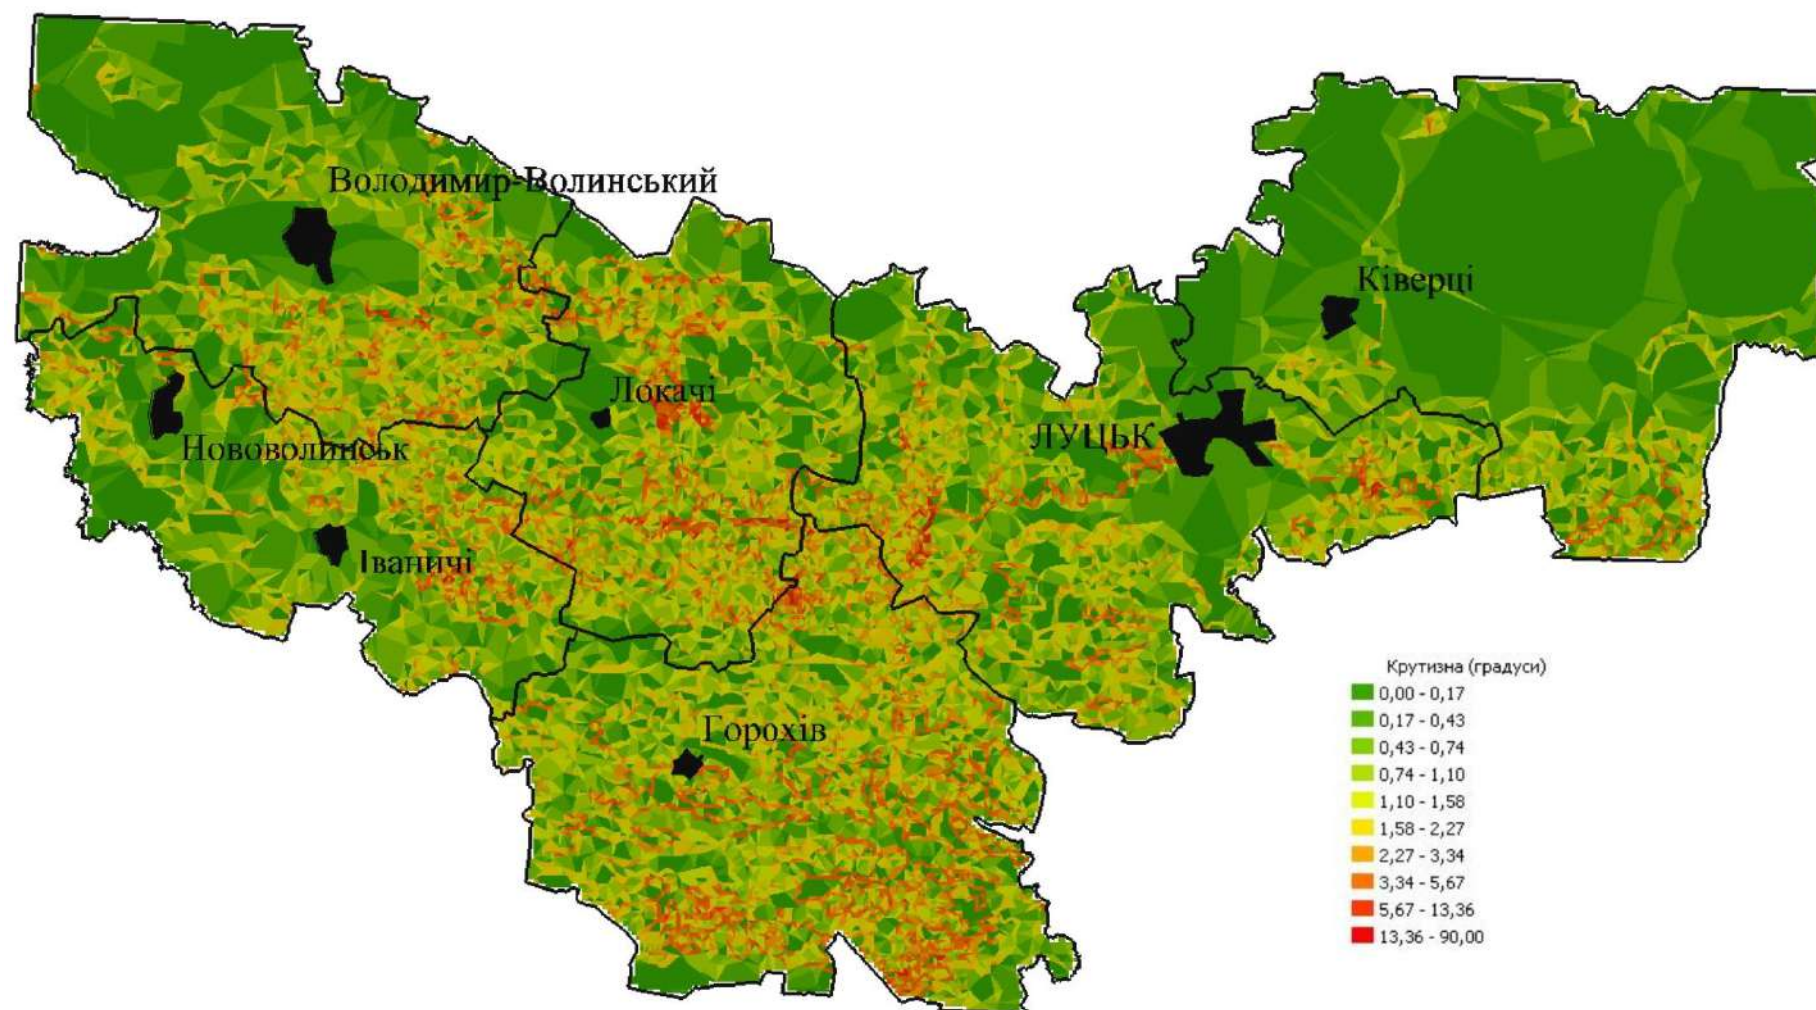 Володимир-Волинський
Ківерці
Локачі
ЛУЦЬК
Нововолинськ
Іваничі
Горохів
Крутизна (градуси)
0,00 - 0,17
0,17 - 0,43
0,43 - 0,74
0,74 - 1,10
1,10 - 1,58
1,58 - 2,27
2,27 - 3,34
3,34 - 5,67
5,67 - 13,36
13,36 - 90,00